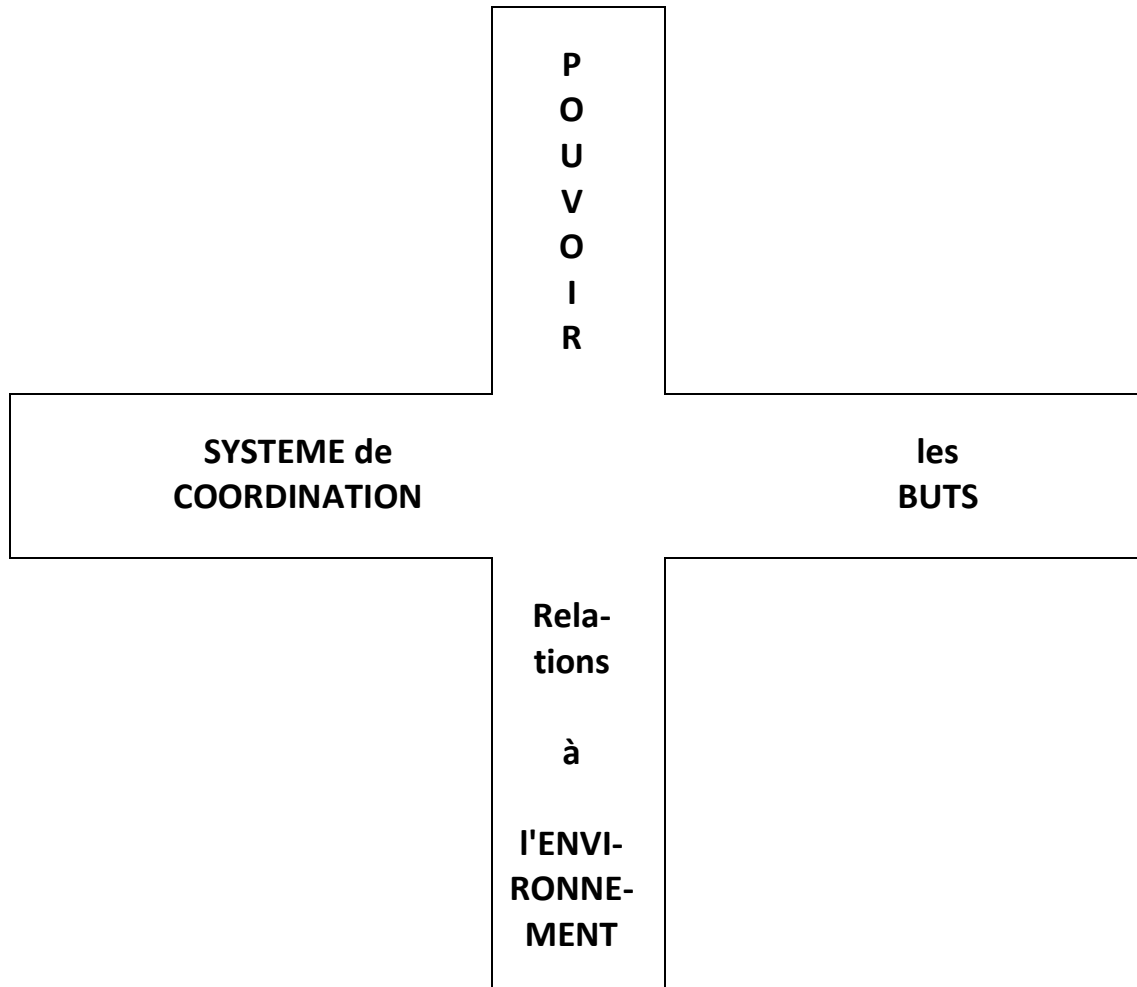 P
O
U
V
O
I
R
SYSTEME de
COORDINATION
les
BUTS
Rela-
tions
à
l'ENVI-
RONNE-
MENT